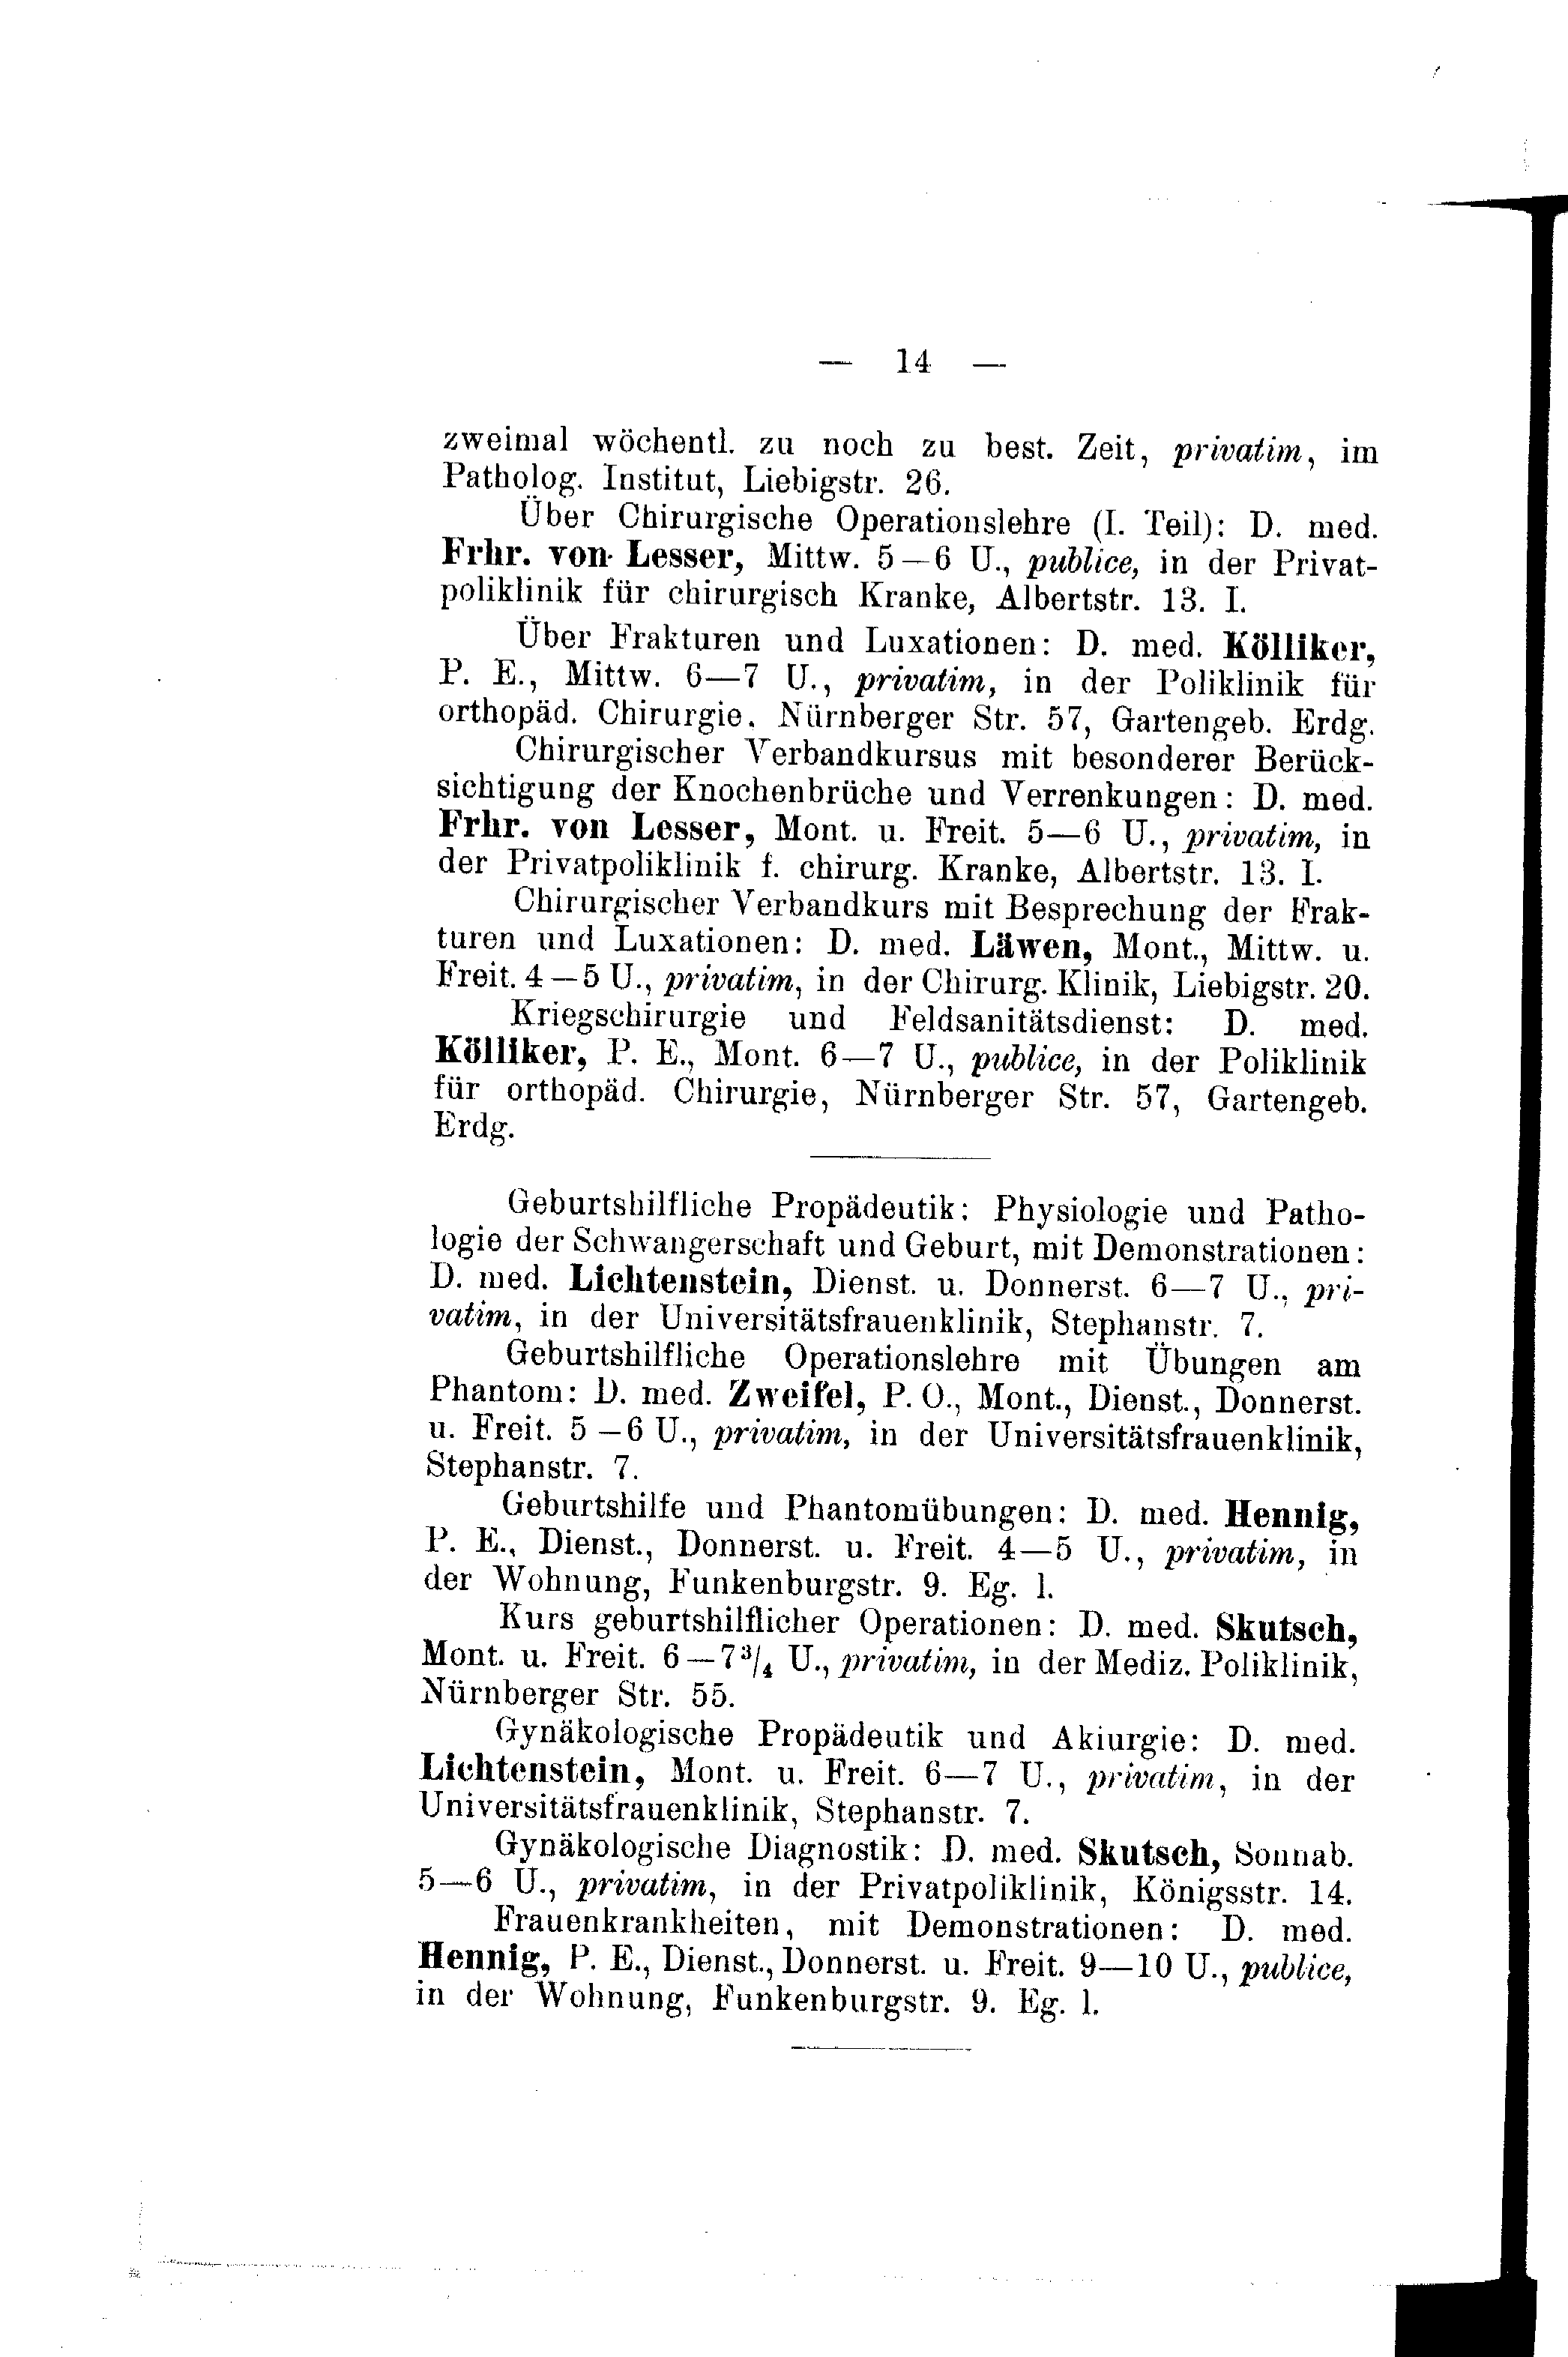 — 14 —
zweimal wöchentl. zu noch zu best. Zeit, privatim, im
Patholog. Institut, Liebigstr. 26.
Über Chirurgische Operationslehre (I. Teil): D. med.
Frhr. von Lesser, Mittw. 5—6 U., publice, in der Privat-
poliklinik für chirurgisch Kranke, Albertstr. 13. I.
Über Frakturen und Luxationen: D. med. Kölliker,
P. E., Mittw. 6—7 U., privatim, in der Poliklinik für
orthopäd. Chirurgie, Nürnberger Str. 57, Gartengeb. Erdg.
Chirurgischer Verbandkursus mit besonderer Berück-
sichtigung der Knochenbrüche und Verrenkungen: D. med.
Frhr. von Lesser, Mont. u. Freit. 5—6 U., privatim, in
der Privatpoliklinik f. chirurg. Kranke, Albertstr. 13. I.
Chirurgischer Verbandkurs mit Besprechung der Frak-
turen und Luxationen: D. med. Läwen, Mont., Mittw. u.
Freit. 4—5 U., privatim, in der Chirurg. Klinik, Liebigstr. 20.
Kriegschirurgie und Feldsanitätsdienst: D. med.
Kölliker, P. E., Mont. 6—7 U., publice, in der Poliklinik
für orthopäd. Chirurgie, Nürnberger Str. 57, Gartengeb.
Erdg.
Geburtshilfliche Propädeutik: Physiologie und Patho-
logie der Schwangerschaft und Geburt, mit Demonstrationen:
D. med. Lichtenstein, Dienst. u. Donnerst. 6—7 U., pri-
vatim, in der Universitätsfrauenklinik, Stephanstr. 7.
Geburtshilfliche Operationslehre mit Übungen am
Phantom: D. med. Zweifel, P. O., Mont., Dienst., Donnerst.
u. Freit. 5—6 U., privatim, in der Universitätsfrauenklinik,
Stephanstr. 7.
Geburtshilfe und Phantomübungen: D. med. Hennig,
P. E., Dienst., Donnerst. u. Freit. 4—5 U., privatim, in
der Wohnung, Funkenburgstr. 9. Eg. l.
Kurs geburtshilflicher Operationen: D. med. Skutsch,
Mont. u. Freit. 6—7³/₄ U., privatim, in der Mediz. Poliklinik,
Nürnberger Str. 55.
Gynäkologische Propädeutik und Akiurgie: D. med.
Lichtenstein, Mont. u. Freit. 6—7 U., privatim, in der
Universitätsfrauenklinik, Stephanstr. 7.
Gynäkologische Diagnostik: D. med. Skutsch, Sonnab.
5—6 U., privatim, in der Privatpoliklinik, Königsstr. 14.
Frauenkrankheiten, mit Demonstrationen: D. med.
Hennig, P. E., Dienst., Donnerst. u. Freit. 9—10 U., publice,
in der Wohnung, Funkenburgstr. 9. Eg. l.